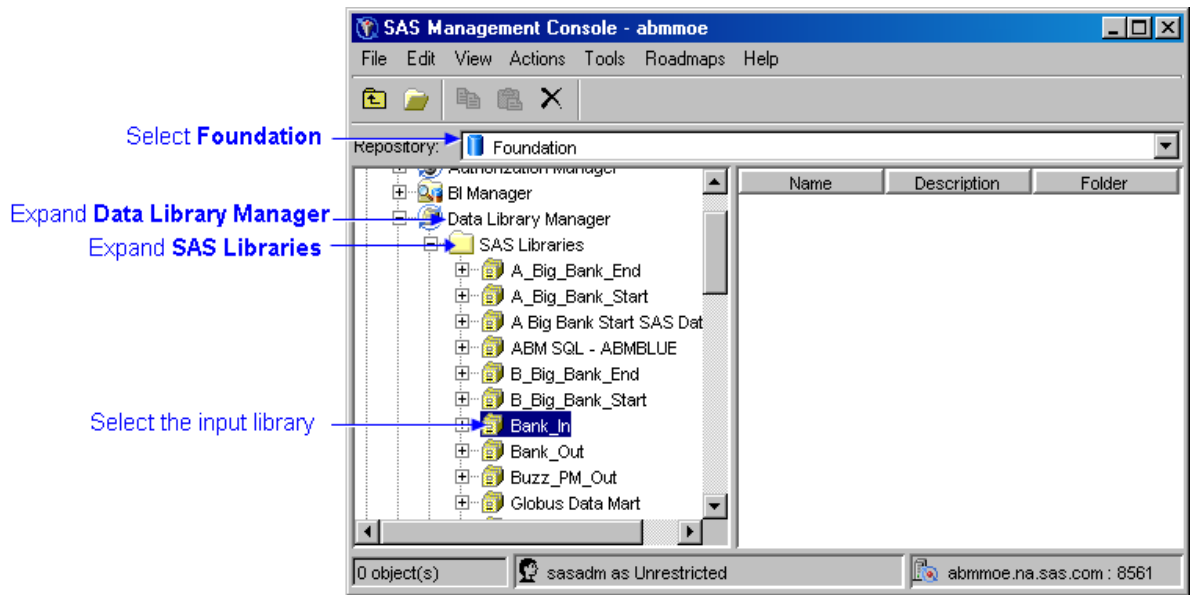 SAS Management Console - abmmoe
File Edit View Actions Tools Roadmaps Help
Select Foundation
Repository: Foundation
Authorization Manager
Name Description Folder
BI Manager
Expand Data Library Manager
Data Library Manager
Expand SAS Libraries
SAS Libraries
A_Big_Bank_End
A_Big_Bank_Start
A Big Bank Start SAS Dat
ABM SQL - ABMBLUE
B_Big_Bank_End
B_Big_Bank_Start
Select the input library
Bank_In
Bank_Out
Buzz_PM_Out
Globus Data Mart
0 object(s)
sasadm as Unrestricted
abmmoe.na.sas.com : 8561